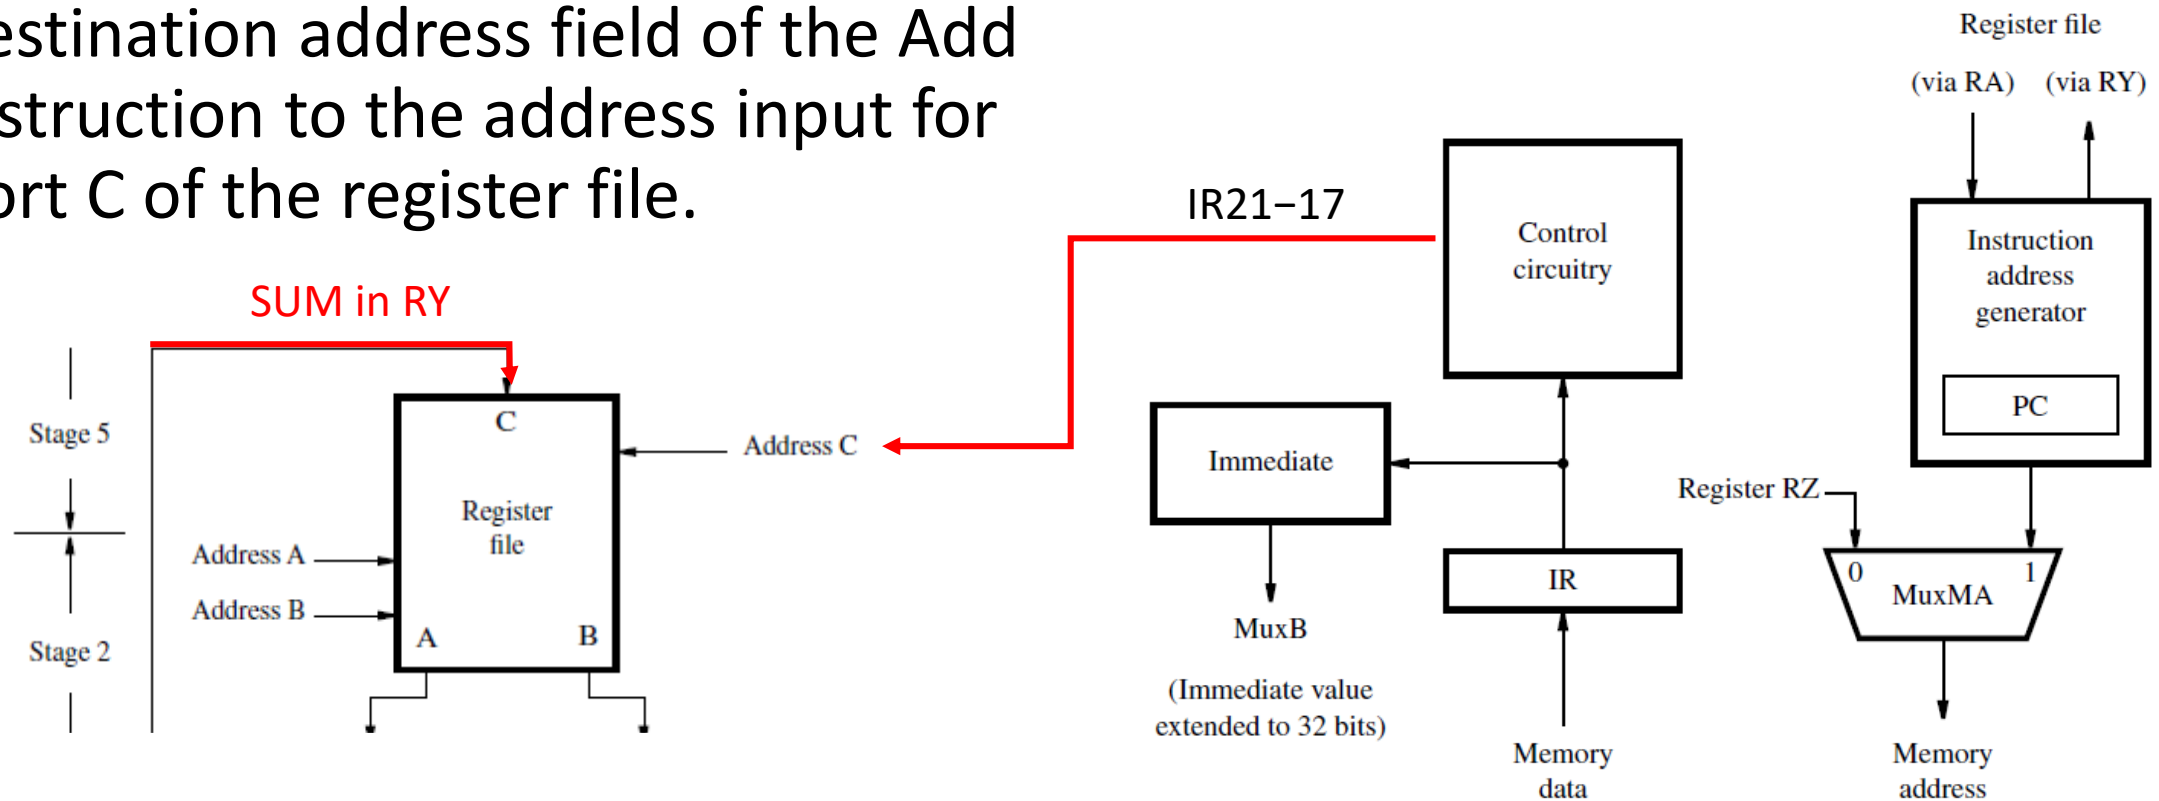 estination address field of the Add
struction to the address input for
ort C of the register file.
SUM in RY
Stage 5
Stage 2
C
Register
file
A
B
Address A
Address B
Address C
IR21−17
Control
circuitry
Immediate
MuxB
(Immediate value
extended to 32 bits)
IR
Memory
data
Register file
(via RA) (via RY)
Instruction
address
generator
PC
Register RZ
0
1
MuxMA
Memory
address